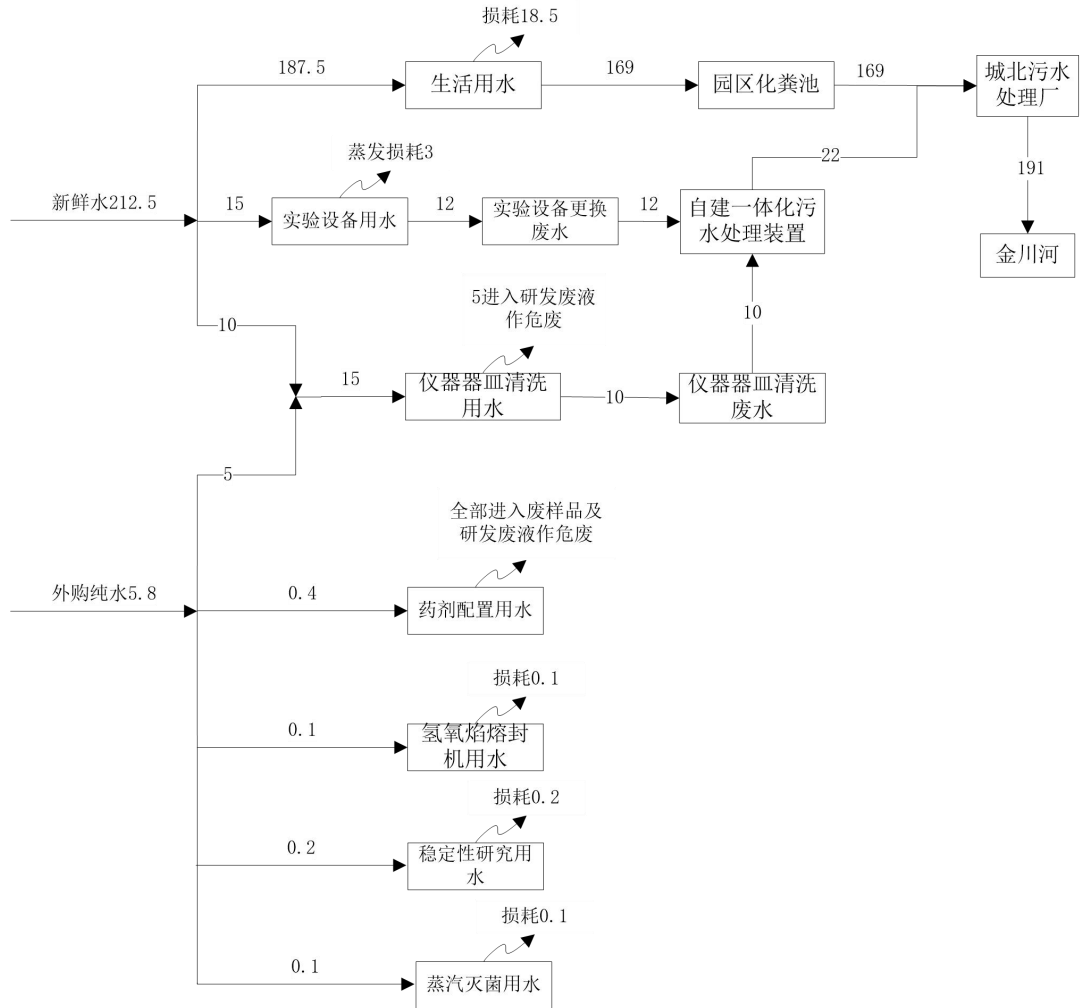 损耗18.5
187.5
生活用水
169
园区化粪池
169
城北污水
处理厂
蒸发损耗3
22
191
新鲜水212.5
15
实验设备用水
12
实验设备更换
废水
12
自建一体化污
水处理装置
金川河
5进入研发废液
作危废
10
10
15
仪器器皿清洗
用水
10
仪器器皿清洗
废水
5
全部进入废样品及
研发废液作危废
外购纯水5.8
0.4
药剂配置用水
损耗0.1
0.1
氢氧焰熔封
机用水
损耗0.2
0.2
稳定性研究用
水
损耗0.1
0.1
蒸汽灭菌用水